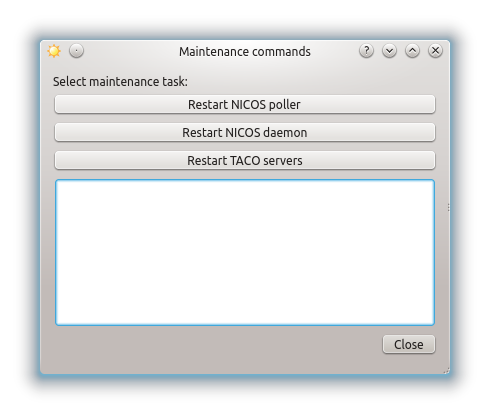 Maintenance commands
Select maintenance task:
Restart NICOS poller
Restart NICOS daemon
Restart TACO servers
Close